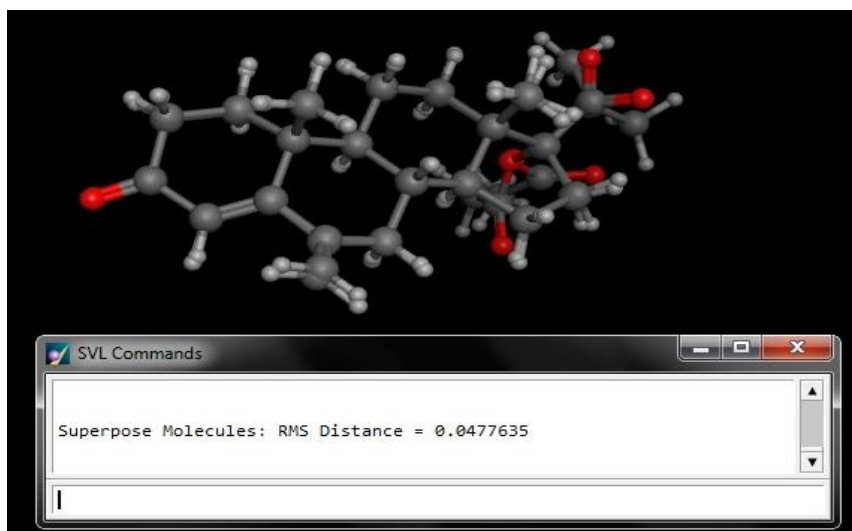 SVL Commands
Superpose Molecules: RMS Distance = 0.0477635